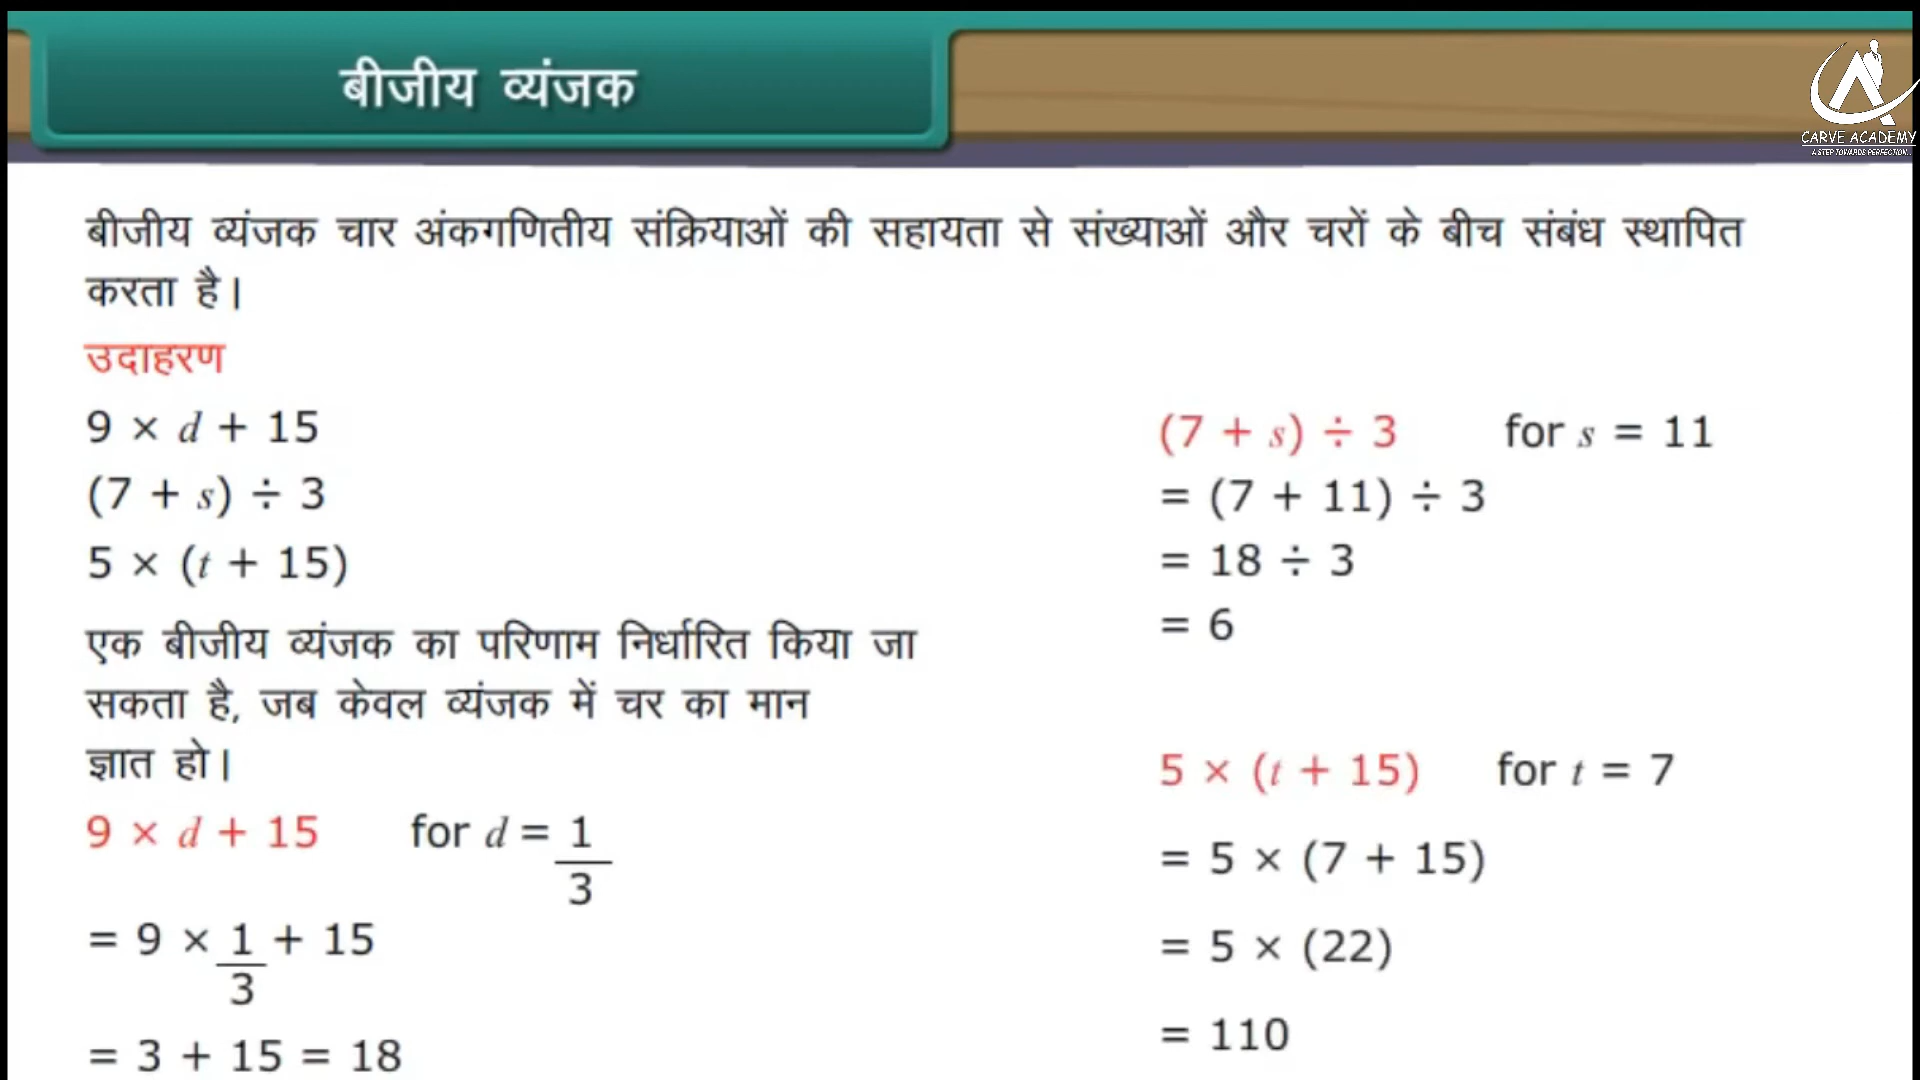 बीजीय व्यंजक
CARVE ACADEMY
A STEP TOWARDS PERFECTION..
बीजीय व्यंजक चार अंकगणितीय संक्रियाओं की सहायता से संख्याओं और चरों के बीच संबंध स्थापित
करता है।
उदाहरण
9 × d + 15
(7 + s) ÷ 3
5 × (t + 15)
एक बीजीय व्यंजक का परिणाम निर्धारित किया जा
सकता है, जब केवल व्यंजक में चर का मान
ज्ञात हो।
9 × d + 15 for d = 1/3
= 9 × 1/3 + 15
= 3 + 15 = 18
(7 + s) ÷ 3 for s = 11
= (7 + 11) ÷ 3
= 18 ÷ 3
= 6
5 × (t + 15) for t = 7
= 5 × (7 + 15)
= 5 × (22)
= 110